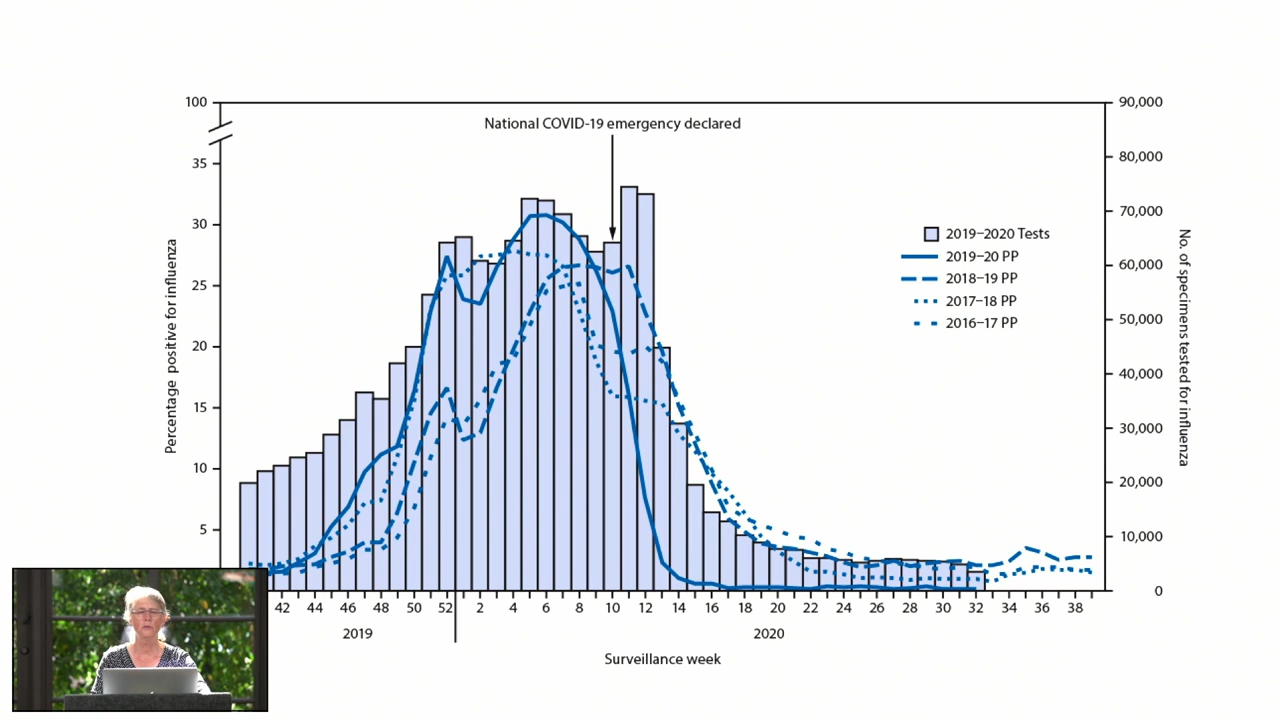 100
90,000
National COVID-19 emergency declared
35
80,000
30
70,000
2019–2020 Tests
2019–20 PP
2018–19 PP
2017–18 PP
2016–17 PP
25
60,000
20
50,000
15
40,000
10
30,000
5
20,000
10,000
0
Percentage positive for influenza
No. of specimens tested for influenza
42 44 46 48 50 52 2 4 6 8 10 12 14 16 18 20 22 24 26 28 30 32 34 36 38
2019
2020
Surveillance week